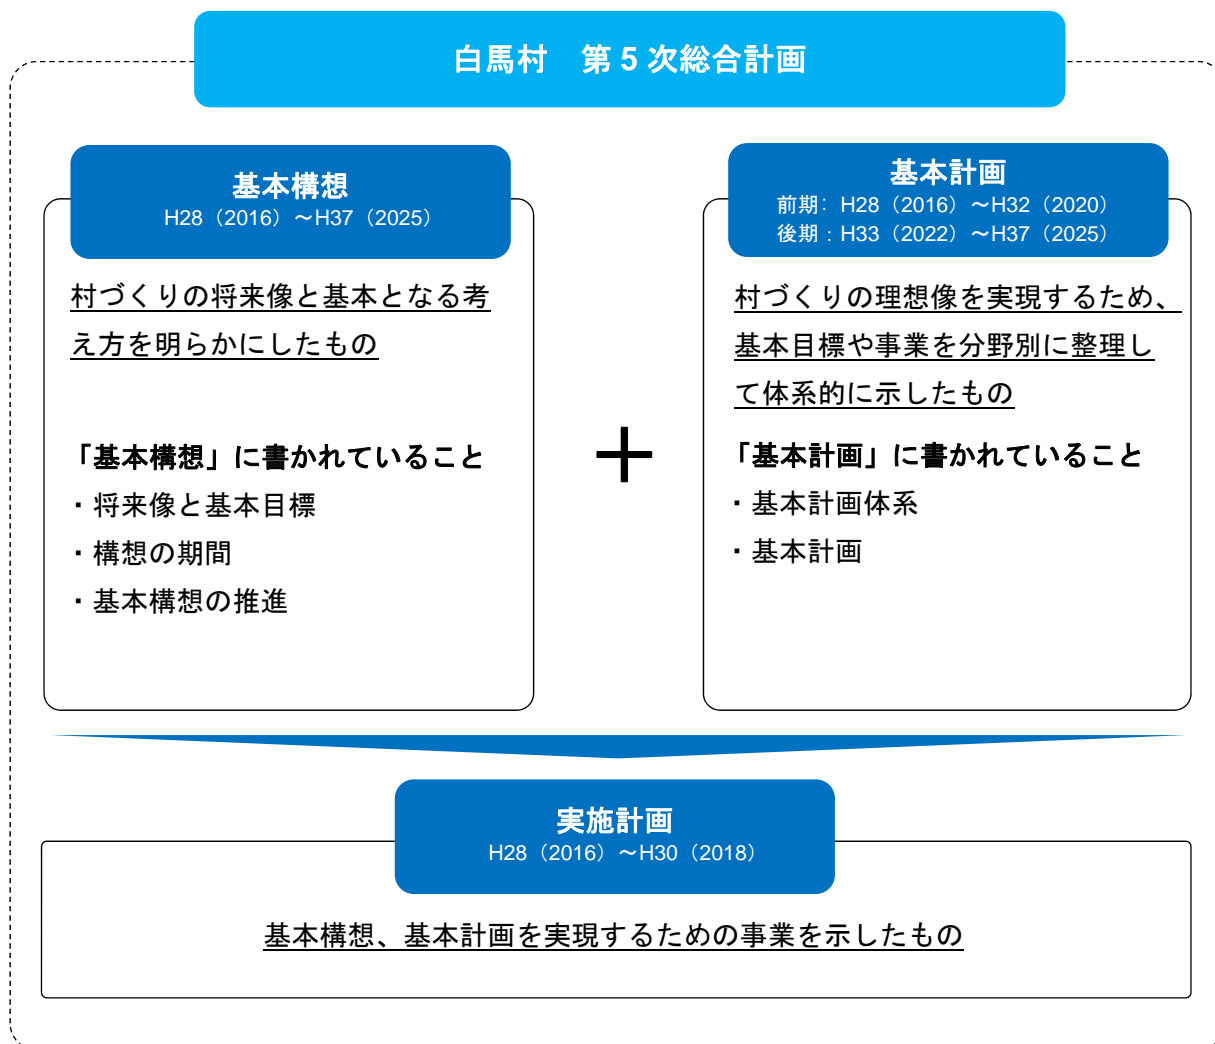 白馬村　第 5 次総合計画
基本構想
H28（2016）～H37（2025）
村づくりの将来像と基本となる考
え方を明らかにしたもの
「基本構想」に書かれていること
・将来像と基本目標
・構想の期間
・基本構想の推進
＋
基本計画
前期：H28（2016）～H32（2020）
後期：H33（2022）～H37（2025）
村づくりの理想像を実現するため、
基本目標や事業を分野別に整理し
て体系的に示したもの
「基本計画」に書かれていること
・基本計画体系
・基本計画
実施計画
H28（2016）～H30（2018）
基本構想、基本計画を実現するための事業を示したもの